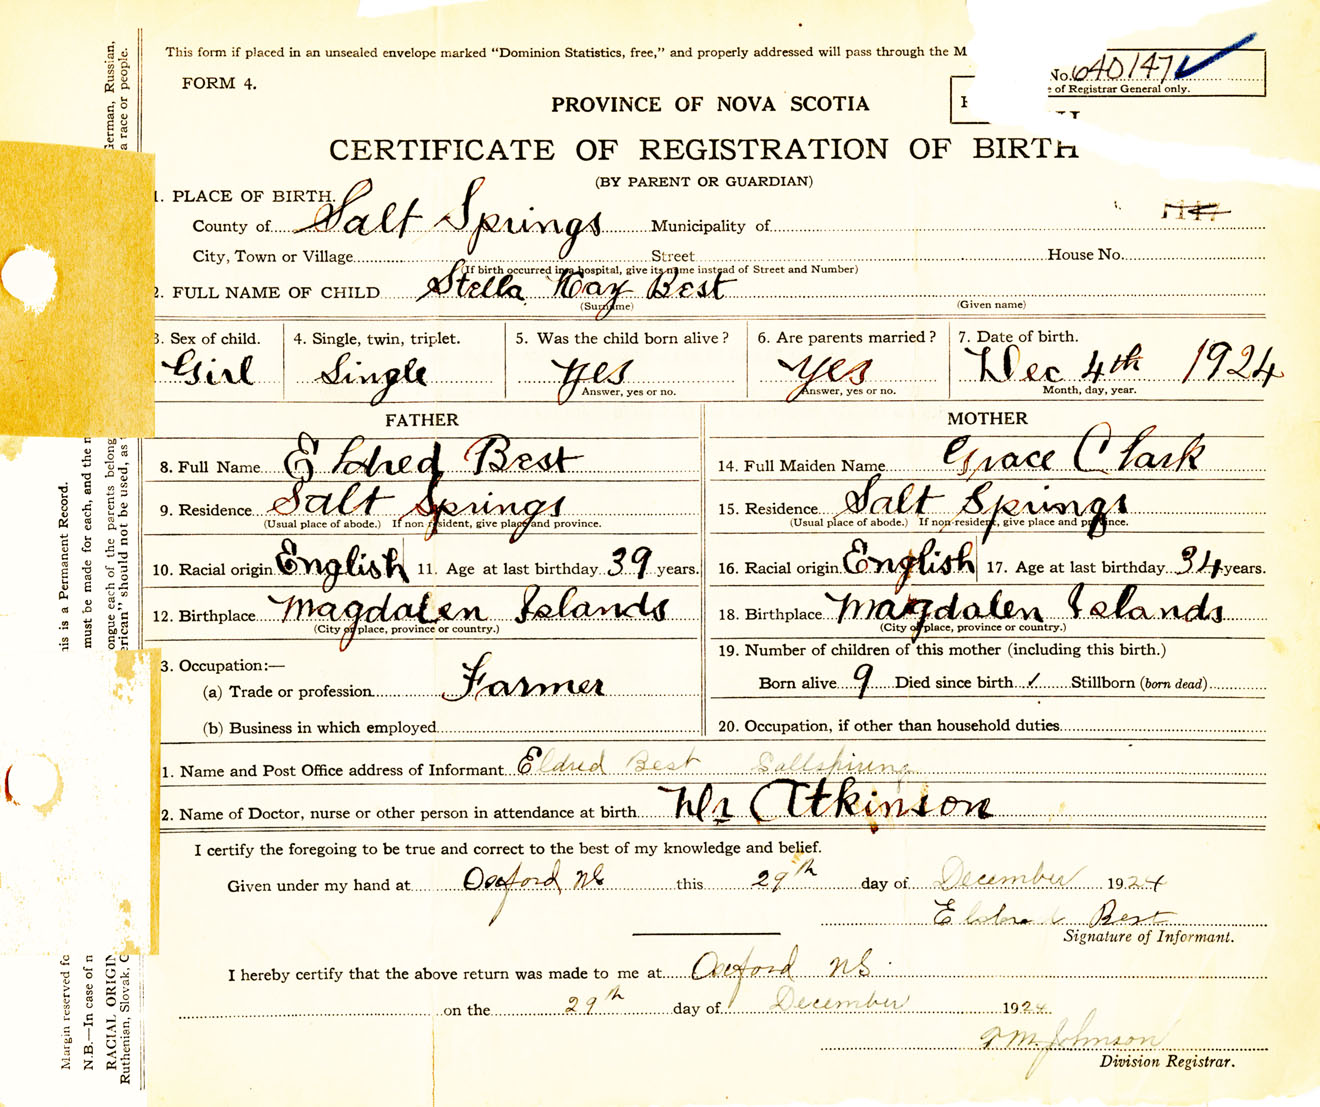 This form if placed in an unsealed envelope marked "Dominion Statistics, free," and properly addressed will pass through the M
FORM 4.
No. 640147
e of Registrar General only.
PROVINCE OF NOVA SCOTIA
CERTIFICATE OF REGISTRATION OF BIRTH
(BY PARENT OR GUARDIAN)
1. PLACE OF BIRTH.
County of Salt Springs Municipality of
City, Town or Village Street House No.
(If birth occurred in a hospital, give its name instead of Street and Number)
2. FULL NAME OF CHILD Stella Kay Best
(Surname) (Given name)
3. Sex of child. 4. Single, twin, triplet. 5. Was the child born alive? 6. Are parents married? 7. Date of birth.
Girl Single yes yes Dec 4th 1924
Answer, yes or no. Answer, yes or no. Month, day, year.
FATHER MOTHER
8. Full Name Eldred Best 14. Full Maiden Name Grace Clark
9. Residence Salt Springs 15. Residence Salt Springs
(Usual place of abode.) If non resident, give place and province. (Usual place of abode.) If non-resident, give place and province.
10. Racial origin English 11. Age at last birthday 39 years. 16. Racial origin English 17. Age at last birthday 34 years.
12. Birthplace Magdalen Islands 18. Birthplace Magdalen Islands
(City or place, province or country.) (City or place, province or country.)
3. Occupation:— 19. Number of children of this mother (including this birth.)
(a) Trade or profession Farmer Born alive 9 Died since birth ✓ Stillborn (born dead)
(b) Business in which employed 20. Occupation, if other than household duties
1. Name and Post Office address of Informant Eldred Best Saltspring
2. Name of Doctor, nurse or other person in attendance at birth Dr Atkinson
I certify the foregoing to be true and correct to the best of my knowledge and belief.
Given under my hand at Oxford NS this 29th day of December 1924
Eldred Best
Signature of Informant.
I hereby certify that the above return was made to me at Oxford NS
on the 29th day of December 1924
Johnson
Division Registrar.
Margin reserved fo
is is a Permanent Record.
N.B.—In case of n
must be made for each, and the n
RACIAL ORIGIN
ongue each of the parents belong
German, Russian,
Ruthenian, Slovak, C
erican" should not be used, as
a race or people.